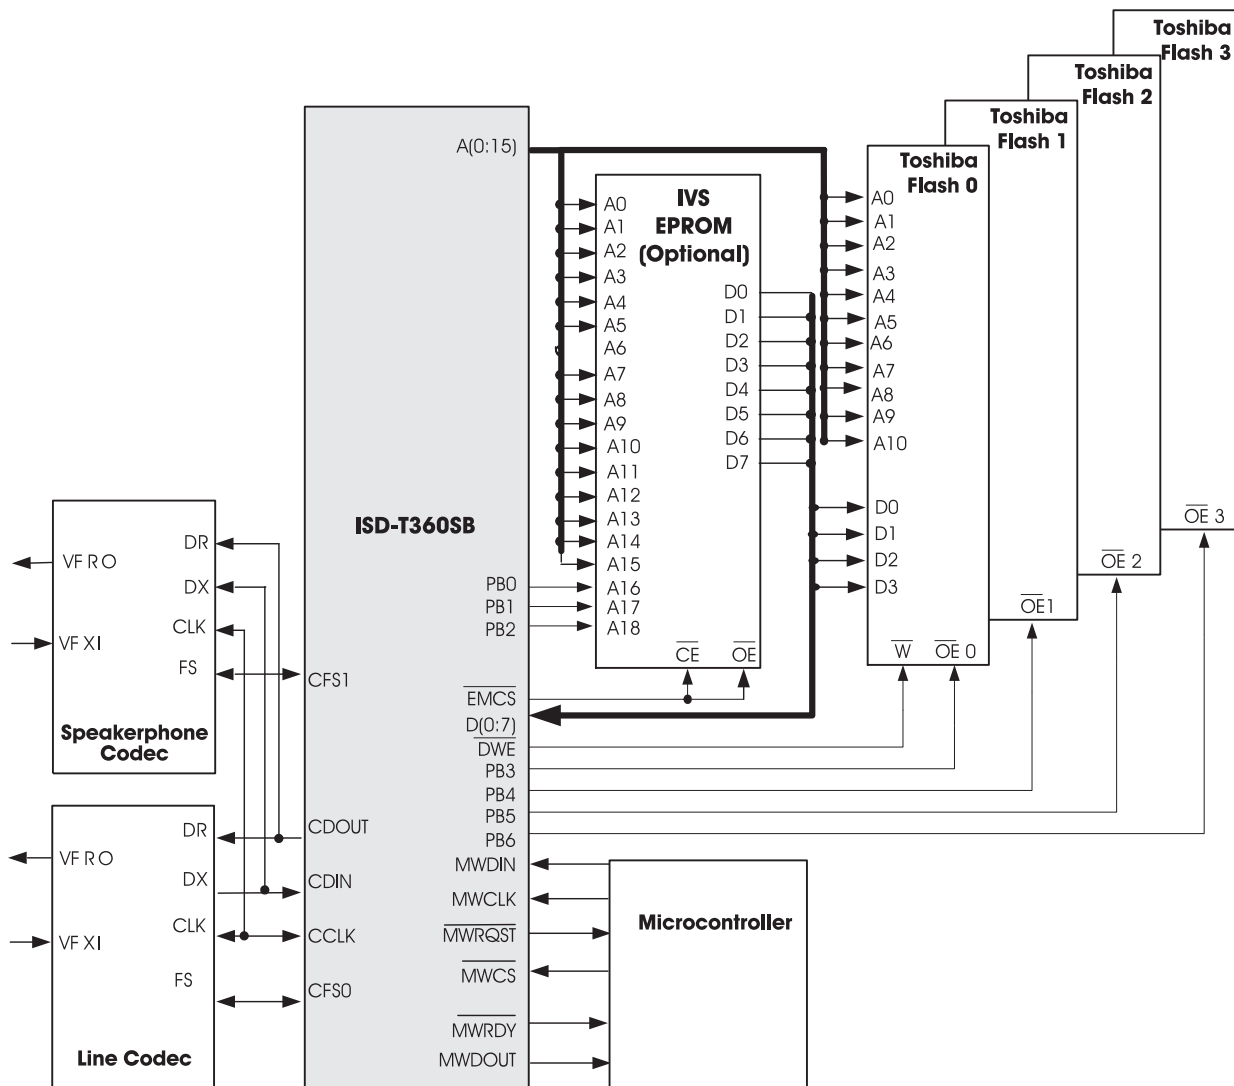 Toshiba
Flash 3
Toshiba
Flash 2
Toshiba
Flash 1
Toshiba
Flash 0
A(0:15)
IVS
EPROM
(Optional)
A0
A1
A2
A3
A4
A5
A6
A7
A8
A9
A10
A11
A12
A13
A14
A15
A16
A17
A18
D0
D1
D2
D3
D4
D5
D6
D7
CE
OE
A0
A1
A2
A3
A4
A5
A6
A7
A8
A9
A10
D0
D1
D2
D3
W
OE 0
OE1
OE 2
OE 3
ISD-T360SB
PB0
PB1
PB2
EMCS
D(0:7)
DWE
PB3
PB4
PB5
PB6
MWDIN
MWCLK
MWRQST
MWCS
MWRDY
MWDOUT
CFS1
CDOUT
CDIN
CCLK
CFS0
VF RO
VF XI
DR
DX
CLK
FS
Speakerphone
Codec
VF R O
VF XI
DR
DX
CLK
FS
Line Codec
Microcontroller